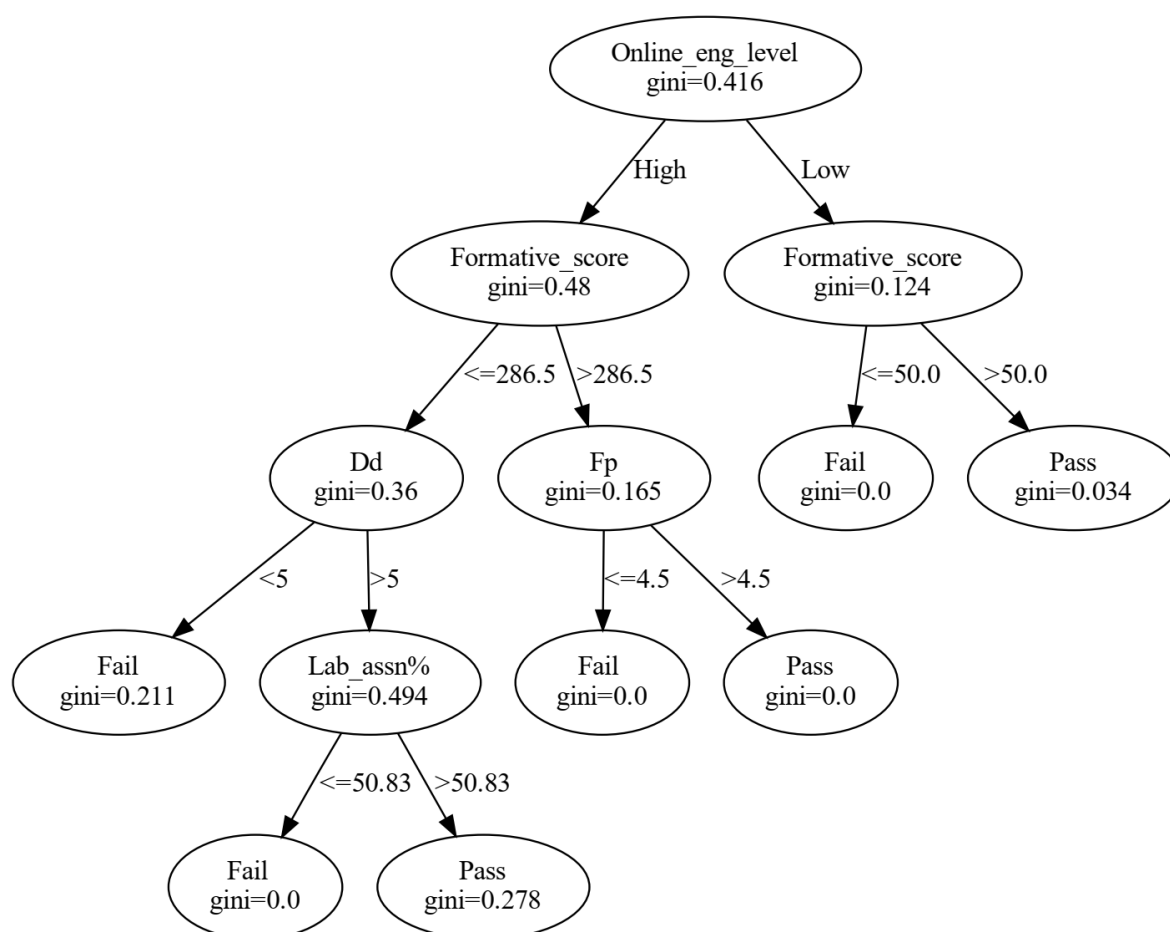 Online_eng_level
gini=0.416
High
Low
Formative_score
gini=0.48
Formative_score
gini=0.124
<=286.5
>286.5
<=50.0
>50.0
Dd
gini=0.36
Fp
gini=0.165
Fail
gini=0.0
Pass
gini=0.034
<5
>5
<=4.5
>4.5
Fail
gini=0.211
Lab_assn%
gini=0.494
Fail
gini=0.0
Pass
gini=0.0
<=50.83
>50.83
Fail
gini=0.0
Pass
gini=0.278